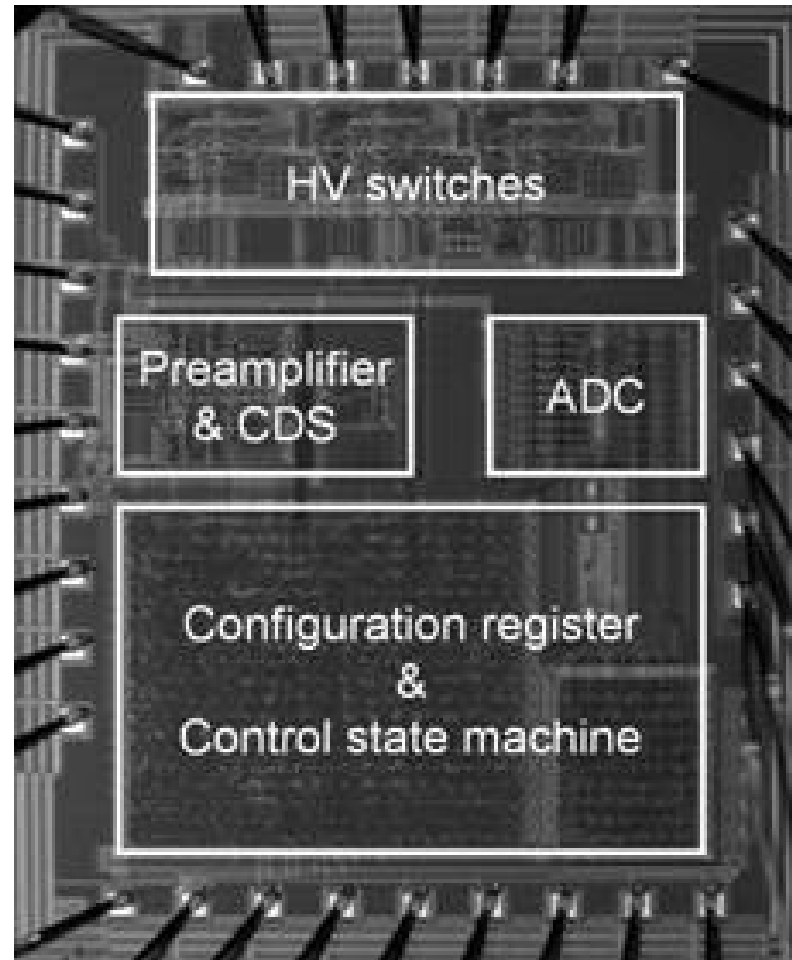 HV switches
Preamplifier
& CDS
ADC
Configuration register
&
Control state machine